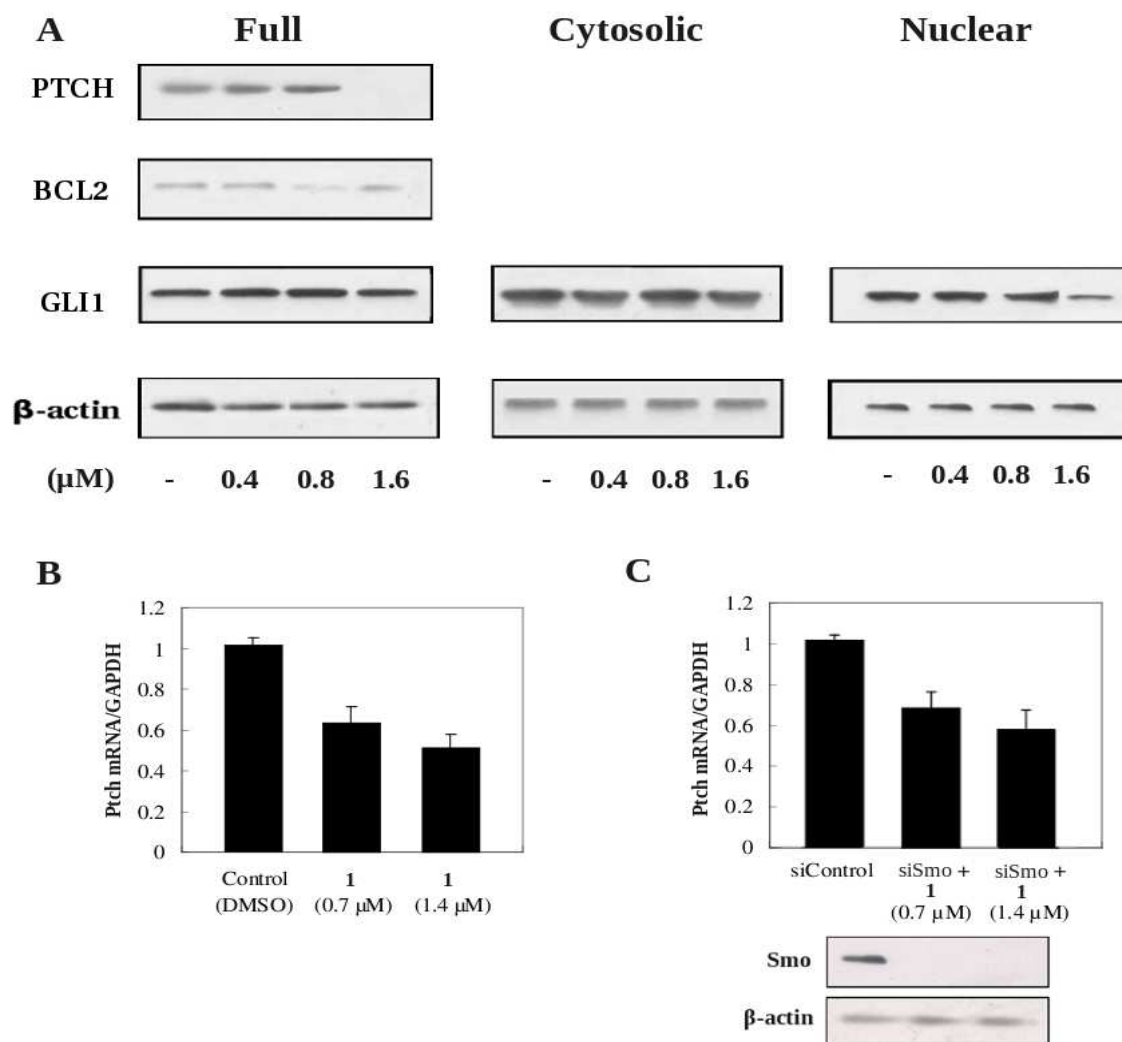 A Full Cytosolic Nuclear
PTCH
BCL2
GLI1
β-actin
(μM) - 0.4 0.8 1.6 - 0.4 0.8 1.6 - 0.4 0.8 1.6
B
Ptch mRNA/GAPDH
1.2
1
0.8
0.6
0.4
0.2
0
Control
(DMSO)
1
(0.7 μM)
1
(1.4 μM)
C
Ptch mRNA/GAPDH
1.2
1
0.8
0.6
0.4
0.2
0
siControl
siSmo +
1
(0.7 μM)
siSmo +
1
(1.4 μM)
Smo
β-actin